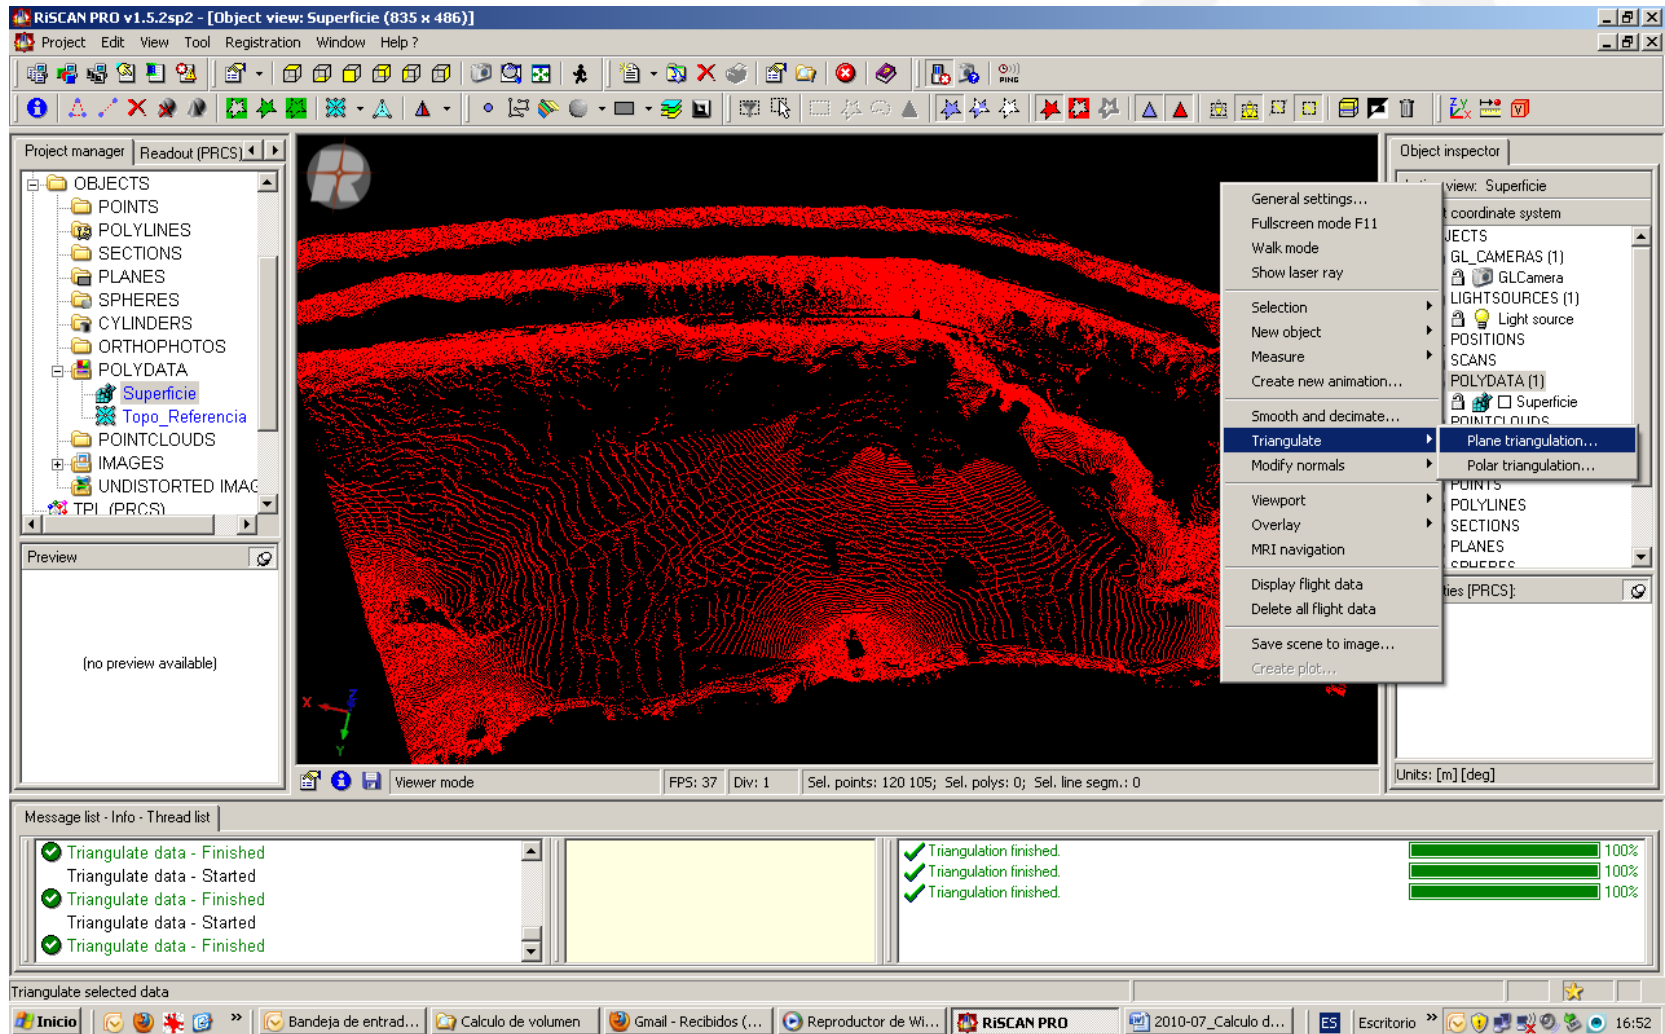 RiSCAN PRO v1.5.2sp2 - [Object view: Superficie (835 x 486)]
Project Edit View Tool Registration Window Help ?
PING
Project manager
Readout (PRCS)
OBJECTS
POINTS
POLYLINES
SECTIONS
PLANES
SPHERES
CYLINDERS
ORTHOPHOTOS
POLYDATA
Superficie
Topo_Referencia
POINTCLOUDS
IMAGES
UNDISTORTED IMAG
TPL (PRCS)
Preview
(no preview available)
R
X
Z
Y
Viewer mode
FPS: 37
Div: 1
Sel. points: 120 105; Sel. polys: 0; Sel. line segm.: 0
General settings...
Fullscreen mode F11
Walk mode
Show laser ray
Selection
New object
Measure
Create new animation...
Smooth and decimate...
Triangulate
Modify normals
Viewport
Overlay
MRI navigation
Display flight data
Delete all flight data
Save scene to image...
Create plot...
Plane triangulation...
Polar triangulation...
Object inspector
view: Superficie
coordinate system
JECTS
GL_CAMERAS (1)
GLCamera
LIGHTSOURCES (1)
Light source
POSITIONS
SCANS
POLYDATA (1)
Superficie
POINTCLOUDS
POINTS
POLYLINES
SECTIONS
PLANES
SPHERES
ties [PRCS]:
Units: [m] [deg]
Message list - Info - Thread list
Triangulate data - Finished
Triangulate data - Started
Triangulate data - Finished
Triangulate data - Started
Triangulate data - Finished
Triangulation finished. 100%
Triangulation finished. 100%
Triangulation finished. 100%
Triangulate selected data
Inicio
Bandeja de entrad...
Calculo de volumen
Gmail - Recibidos (...
Reproductor de Wi...
RiSCAN PRO
2010-07_Calculo d...
ES
Escritorio
16:52